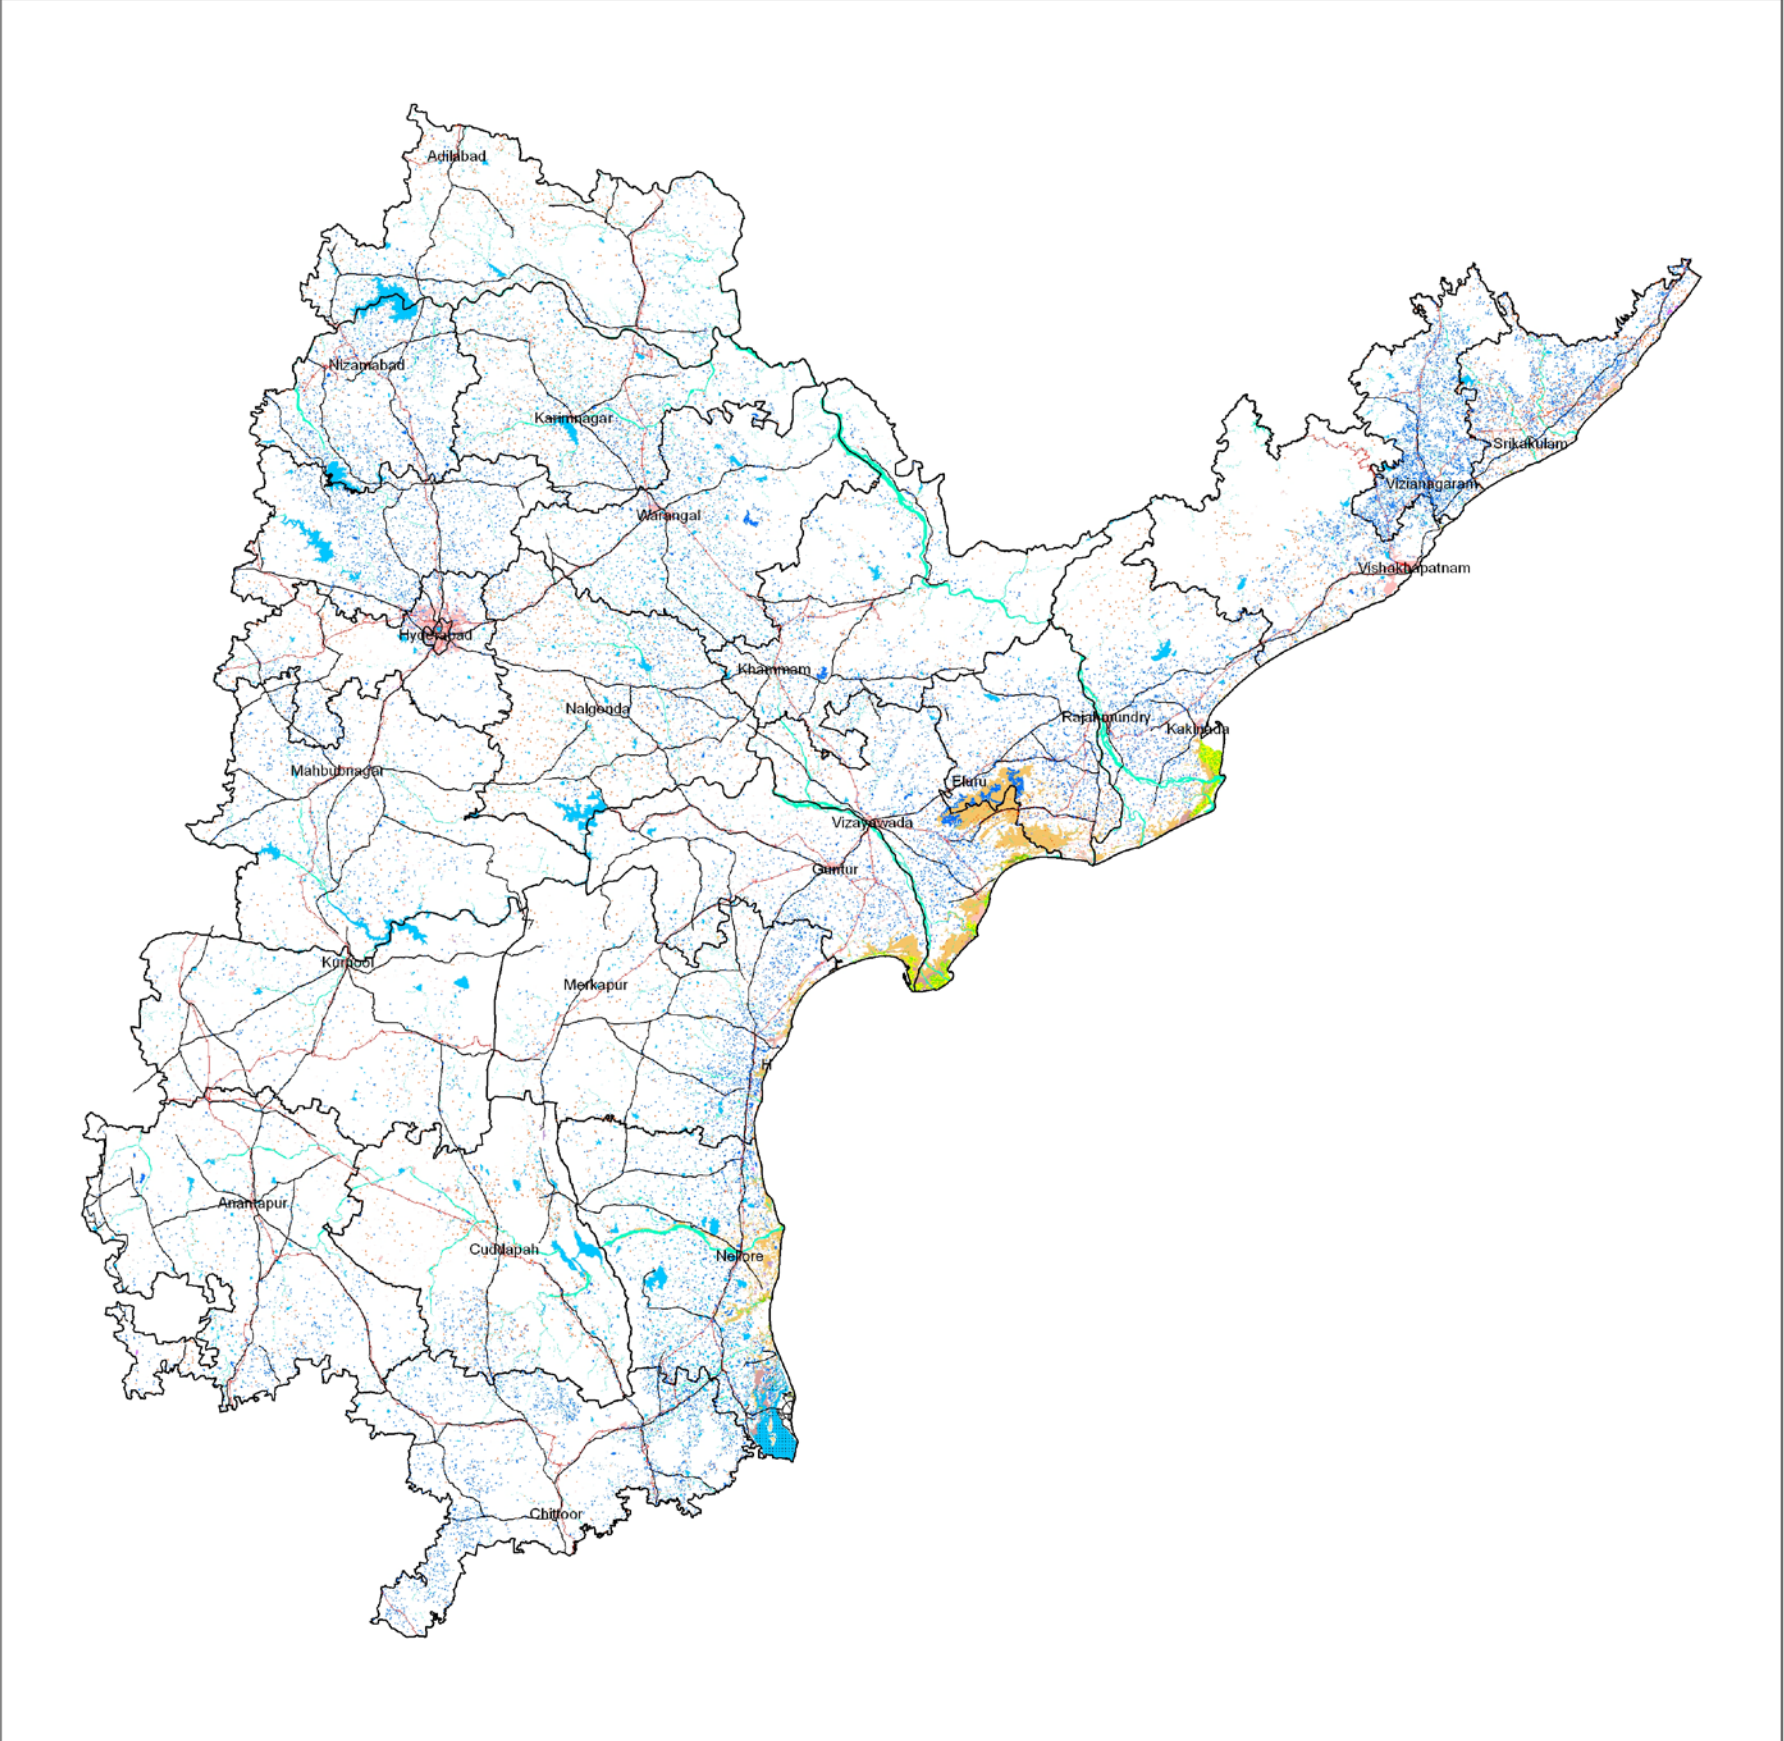 Adilabad
Nizamabad
Karimnagar
Srikakulam
Vizianagaram
Warangal
Vishakhapatnam
Hyderabad
Khammam
Nalgonda
Rajahmundry
Kakinada
Mahbubnagar
Eluru
Vizayawada
Guntur
Kurnool
Merkapur
H
Anantapur
Cuddapah
Nellore
Chittoor